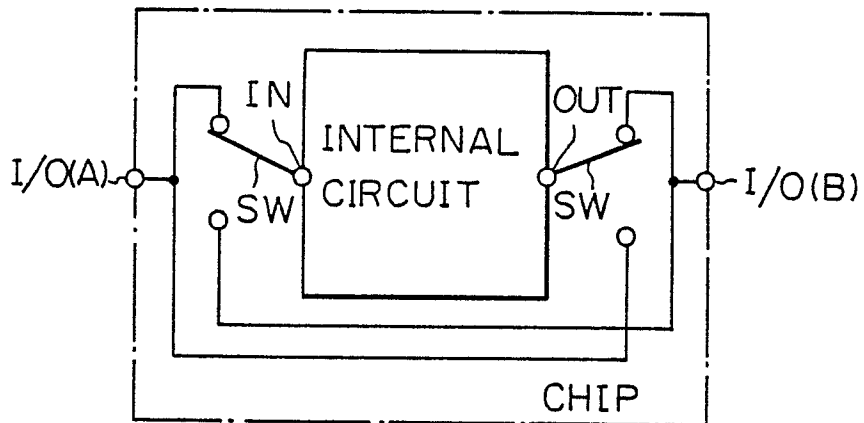 IN
OUT
INTERNAL
CIRCUIT
I/O(A)
SW
SW
I/O(B)
CHIP